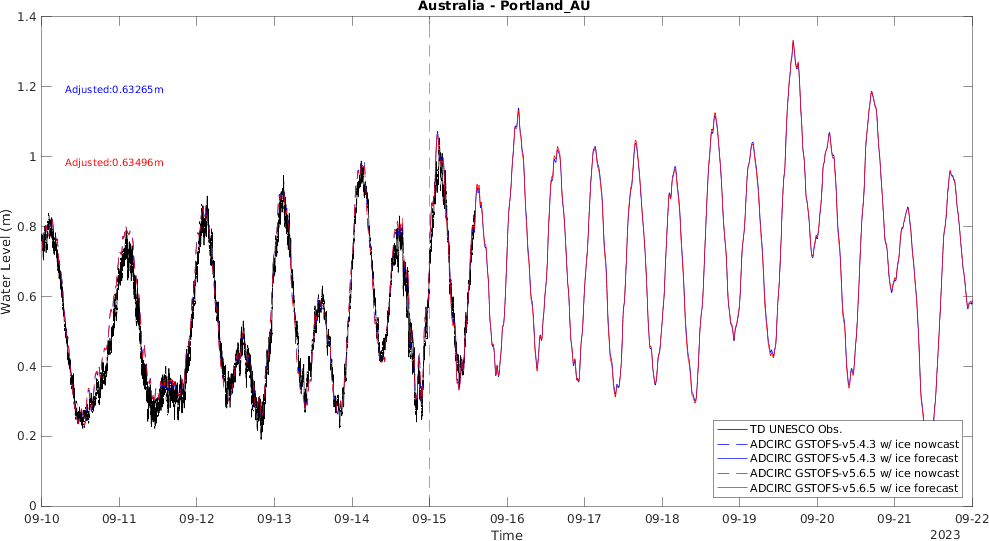 Australia - Portland_AU
1.4
1.2
1
0.8
0.6
0.4
0.2
0
Water Level (m)
Adjusted:0.63265m
Adjusted:0.63496m
TD UNESCO Obs.
ADCIRC GSTOFS-v5.4.3 w/ ice nowcast
ADCIRC GSTOFS-v5.4.3 w/ ice forecast
ADCIRC GSTOFS-v5.6.5 w/ ice nowcast
ADCIRC GSTOFS-v5.6.5 w/ ice forecast
09-10 09-11 09-12 09-13 09-14 09-15 09-16 09-17 09-18 09-19 09-20 09-21 09-22
Time
2023